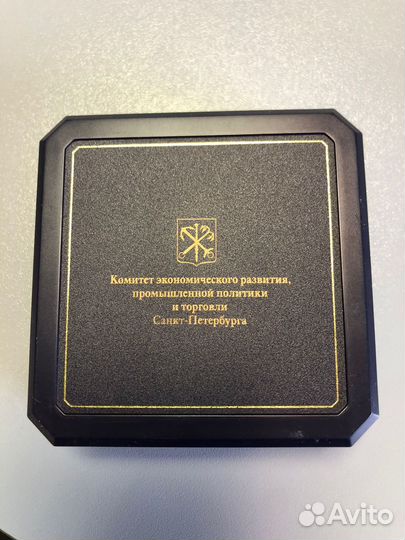 Комитет экономического развития,
промышленной политики
и торговли
Санкт-Петербурга
Avito